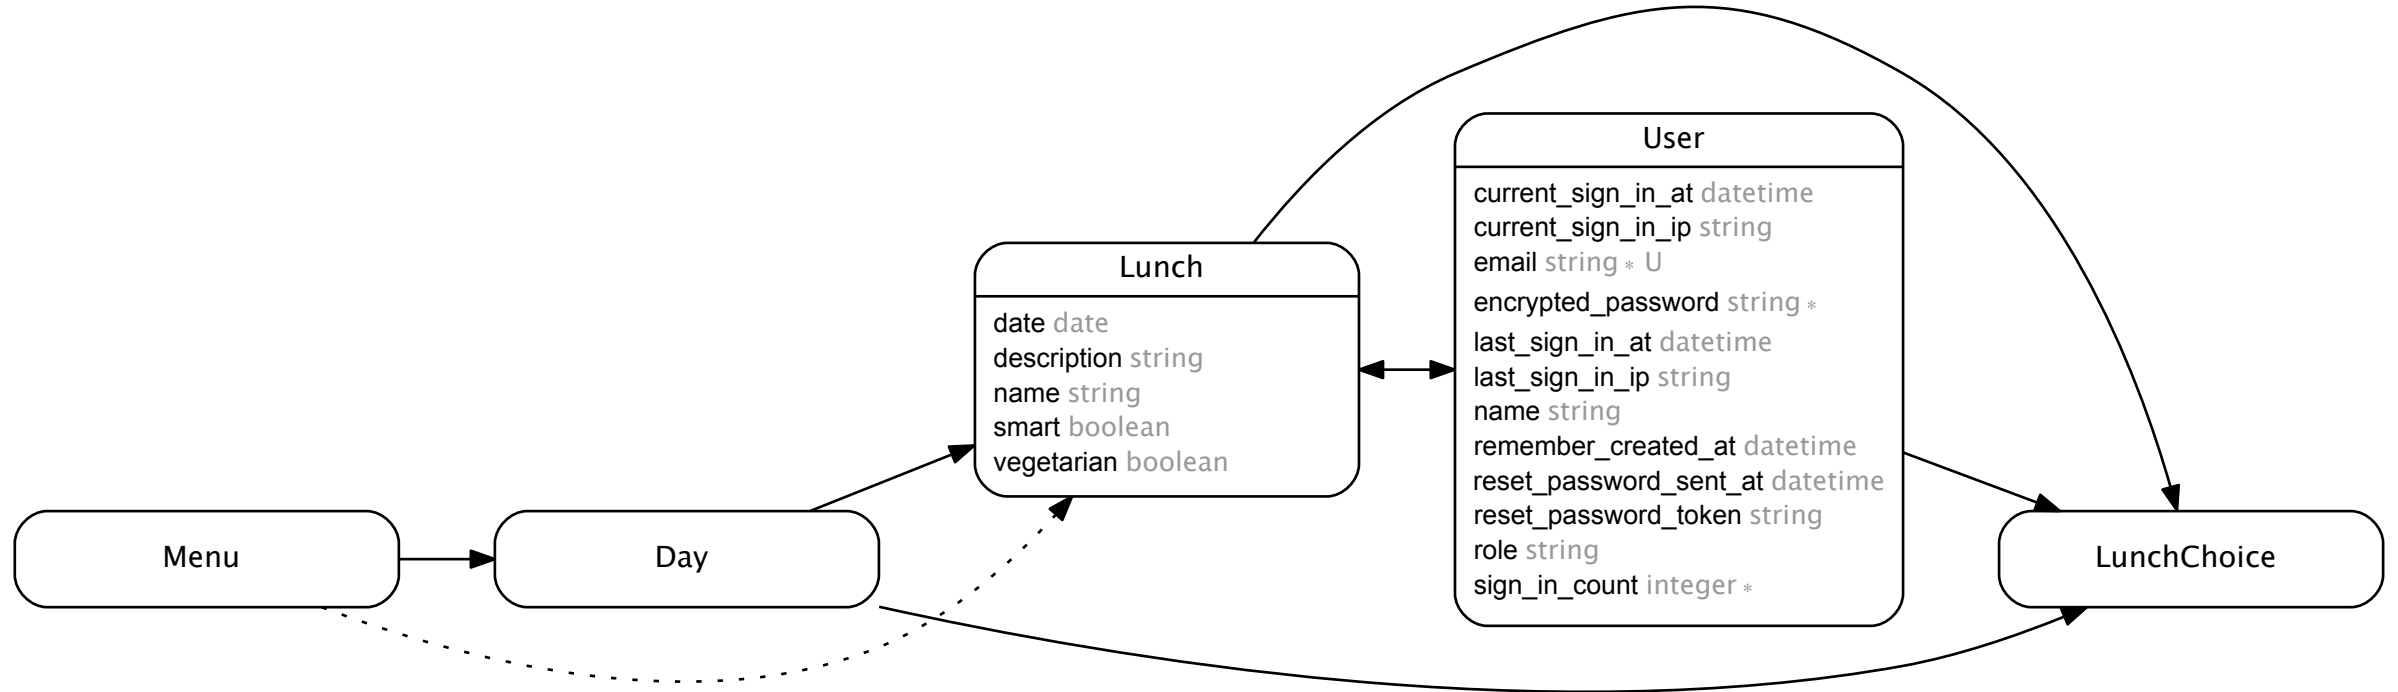 Menu
Day
Lunch
date date
description string
name string
smart boolean
vegetarian boolean
User
current_sign_in_at datetime
current_sign_in_ip string
email string * U
encrypted_password string *
last_sign_in_at datetime
last_sign_in_ip string
name string
remember_created_at datetime
reset_password_sent_at datetime
reset_password_token string
role string
sign_in_count integer *
LunchChoice